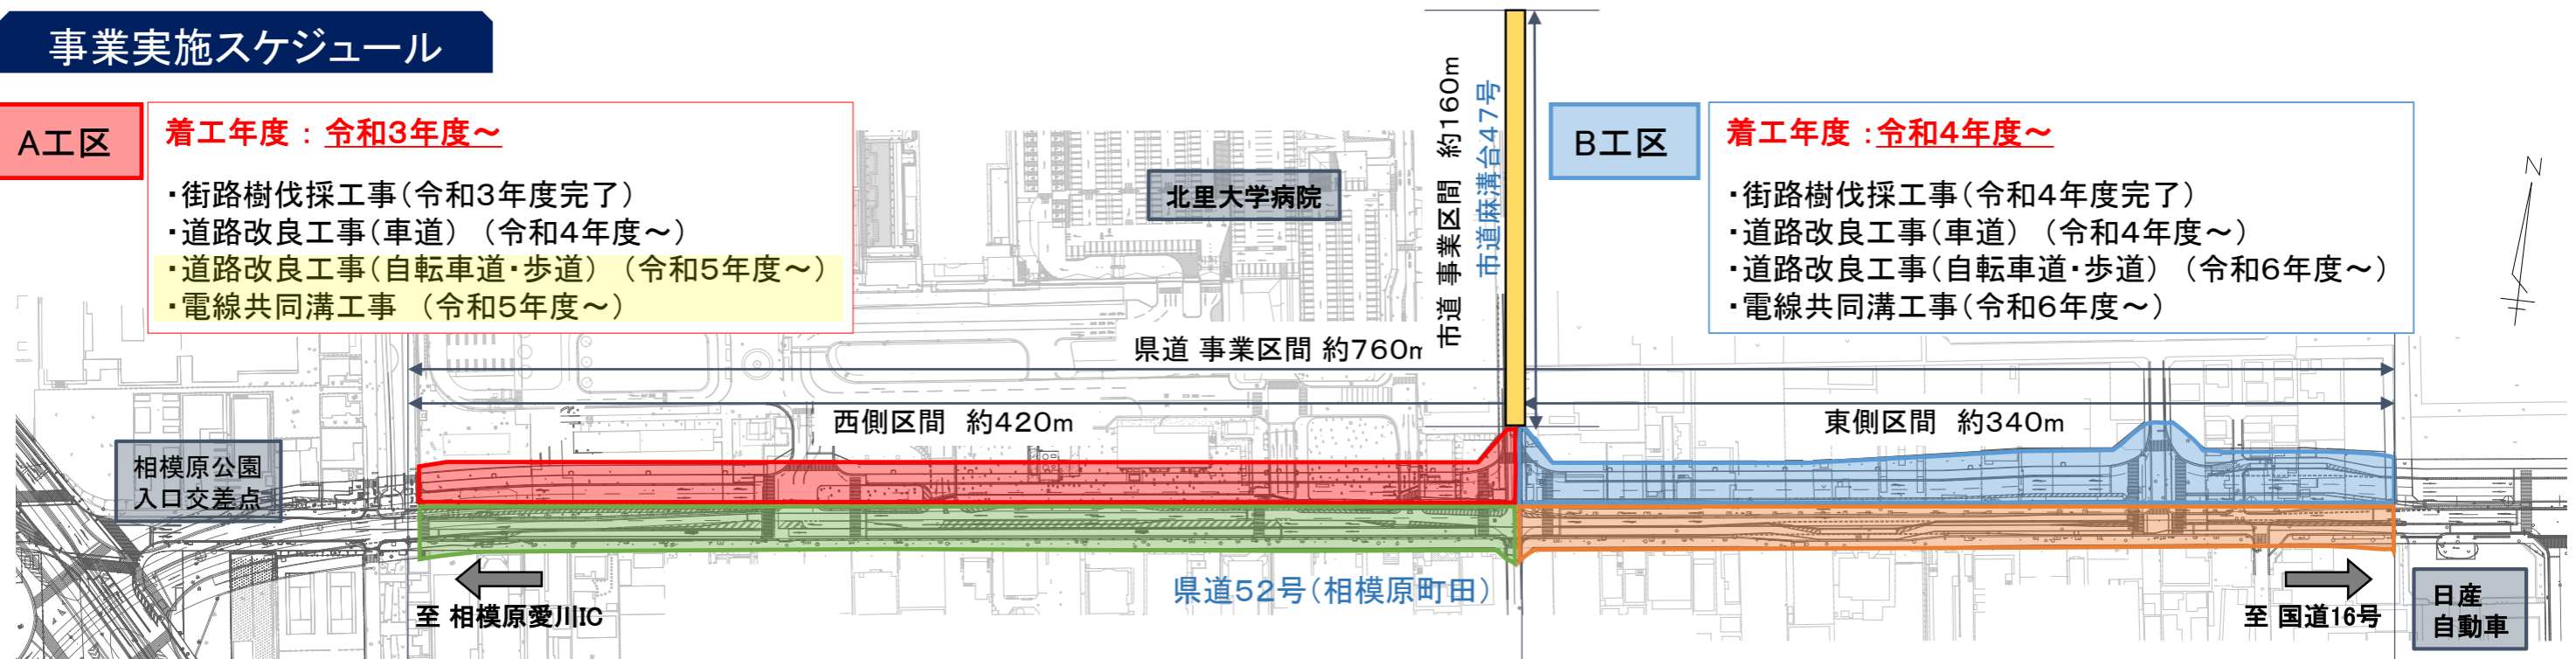 事業実施スケジュール
A工区
着工年度 : 令和3年度～
・街路樹伐採工事(令和3年度完了)
・道路改良工事(車道) (令和4年度～)
・道路改良工事(自転車道・歩道) (令和5年度～)
・電線共同溝工事 (令和5年度～)
北里大学病院
市道 事業区間 約160m
市道麻溝台47号
B工区
着工年度 :令和4年度～
・街路樹伐採工事(令和4年度完了)
・道路改良工事(車道) (令和4年度～)
・道路改良工事(自転車道・歩道) (令和6年度～)
・電線共同溝工事(令和6年度～)
N
県道 事業区間 約760m
西側区間 約420m
東側区間 約340m
相模原公園
入口交差点
県道52号(相模原町田)
至 相模原愛川IC
至 国道16号
日産
自動車